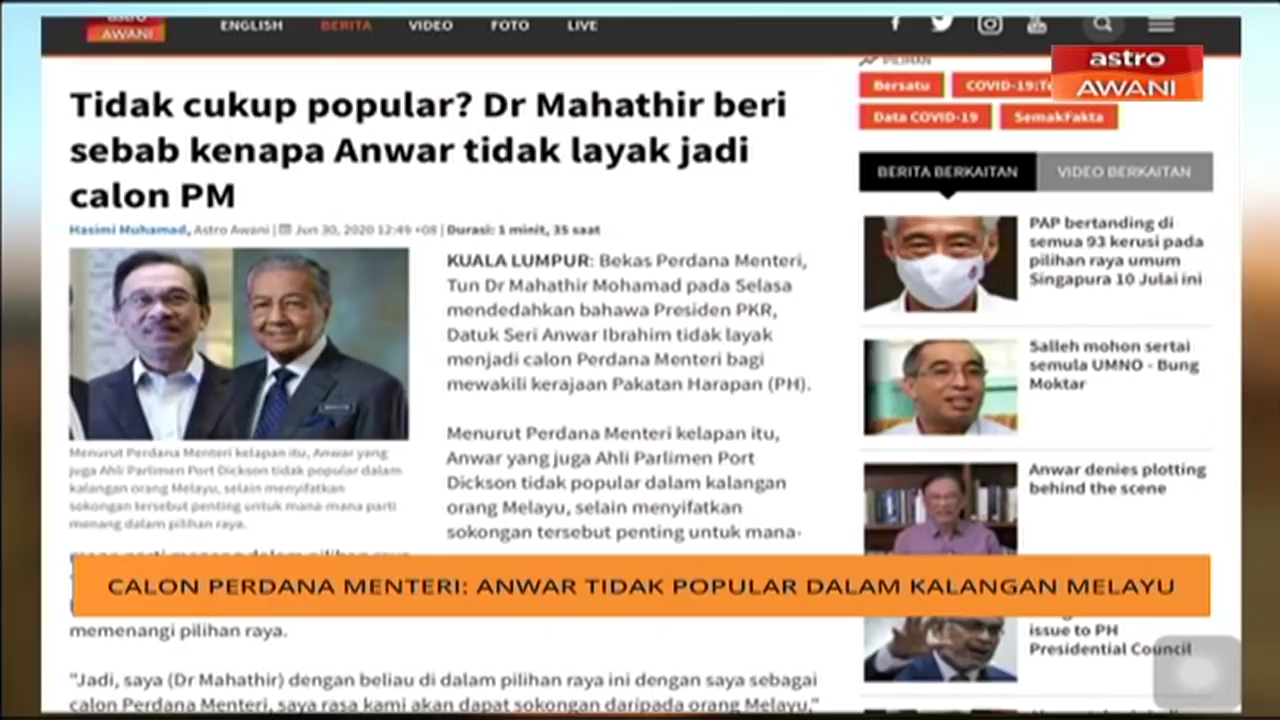 astro
AWANI
ENGLISH
BERITA
VIDEO
FOTO
LIVE
astro
AWANI
Tidak cukup popular? Dr Mahathir beri
sebab kenapa Anwar tidak layak jadi
calon PM
Hasimi Muhamad, Astro Awani | Jun 30, 2020 12:49 +08 | Durasi: 1 minit, 35 saat
KUALA LUMPUR: Bekas Perdana Menteri,
Tun Dr Mahathir Mohamad pada Selasa
mendedahkan bahawa Presiden PKR,
Datuk Seri Anwar Ibrahim tidak layak
menjadi calon Perdana Menteri bagi
mewakili kerajaan Pakatan Harapan (PH).
Menurut Perdana Menteri kelapan itu,
Anwar yang juga Ahli Parlimen Port
Dickson tidak popular dalam kalangan
orang Melayu, selain menyifatkan
sokongan tersebut penting untuk mana-
mana parti menang dalam pilihan raya.
Menurut Perdana Menteri kelapan itu, Anwar yang
juga Ahli Parlimen Port Dickson tidak popular dalam
kalangan orang Melayu, selain menyifatkan
sokongan tersebut penting untuk mana-mana parti
menang dalam pilihan raya.
CALON PERDANA MENTERI: ANWAR TIDAK POPULAR DALAM KALANGAN MELAYU
memenangi pilihan raya.
"Jadi, saya (Dr Mahathir) dengan beliau di dalam pilihan raya ini dengan saya sebagai
calon Perdana Menteri, saya rasa kami akan dapat sokongan daripada orang Melayu,"
PILIHAN
Bersatu
COVID-19:
Data COVID-19
SemakFakta
BERITA BERKAITAN
VIDEO BERKAITAN
PAP bertanding di
semua 93 kerusi pada
pilihan raya umum
Singapura 10 Julai ini
Salleh mohon sertai
semula UMNO - Bung
Moktar
Anwar denies plotting
behind the scene
issue to PH
Presidential Council